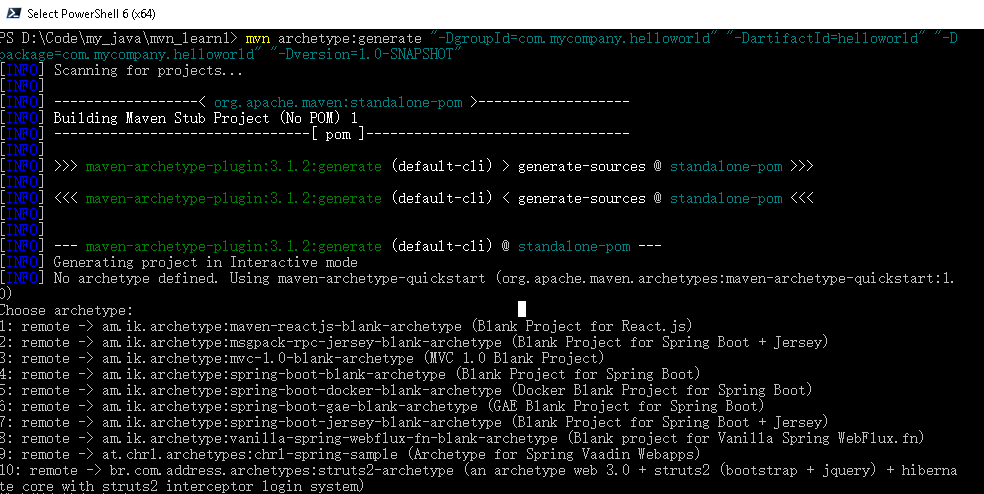 Select PowerShell 6 (x64)
PS D:\Code\my_java\mvn_learn1> mvn archetype:generate "-DgroupId=com.mycompany.helloworld" "-DartifactId=helloworld" "-D
package=com.mycompany.helloworld" "-Dversion=1.0-SNAPSHOT"
[INFO] Scanning for projects...
[INFO]
[INFO] ------------------< org.apache.maven:standalone-pom >-------------------
[INFO] Building Maven Stub Project (No POM) 1
[INFO] --------------------------------[ pom ]---------------------------------
[INFO]
[INFO] >>> maven-archetype-plugin:3.1.2:generate (default-cli) > generate-sources @ standalone-pom >>>
[INFO]
[INFO] <<< maven-archetype-plugin:3.1.2:generate (default-cli) < generate-sources @ standalone-pom <<<
[INFO]
[INFO]
[INFO] --- maven-archetype-plugin:3.1.2:generate (default-cli) @ standalone-pom ---
[INFO] Generating project in Interactive mode
[INFO] No archetype defined. Using maven-archetype-quickstart (org.apache.maven.archetypes:maven-archetype-quickstart:1.
0)
Choose archetype:
1: remote -> am.ik.archetype:maven-reactjs-blank-archetype (Blank Project for React.js)
2: remote -> am.ik.archetype:msgpack-rpc-jersey-blank-archetype (Blank Project for Spring Boot + Jersey)
3: remote -> am.ik.archetype:mvc-1.0-blank-archetype (MVC 1.0 Blank Project)
4: remote -> am.ik.archetype:spring-boot-blank-archetype (Blank Project for Spring Boot)
5: remote -> am.ik.archetype:spring-boot-docker-blank-archetype (Docker Blank Project for Spring Boot)
6: remote -> am.ik.archetype:spring-boot-gae-blank-archetype (GAE Blank Project for Spring Boot)
7: remote -> am.ik.archetype:spring-boot-jersey-blank-archetype (Blank Project for Spring Boot + Jersey)
8: remote -> am.ik.archetype:vanilla-spring-webflux-fn-blank-archetype (Blank project for Vanilla Spring WebFlux.fn)
9: remote -> at.chrl.archetypes:chrl-spring-sample (Archetype for Spring Vaadin Webapps)
10: remote -> br.com.address.archetypes:struts2-archetype (an archetype web 3.0 + struts2 (bootstrap + jquery) + hiberna
te core with struts2 interceptor login system)